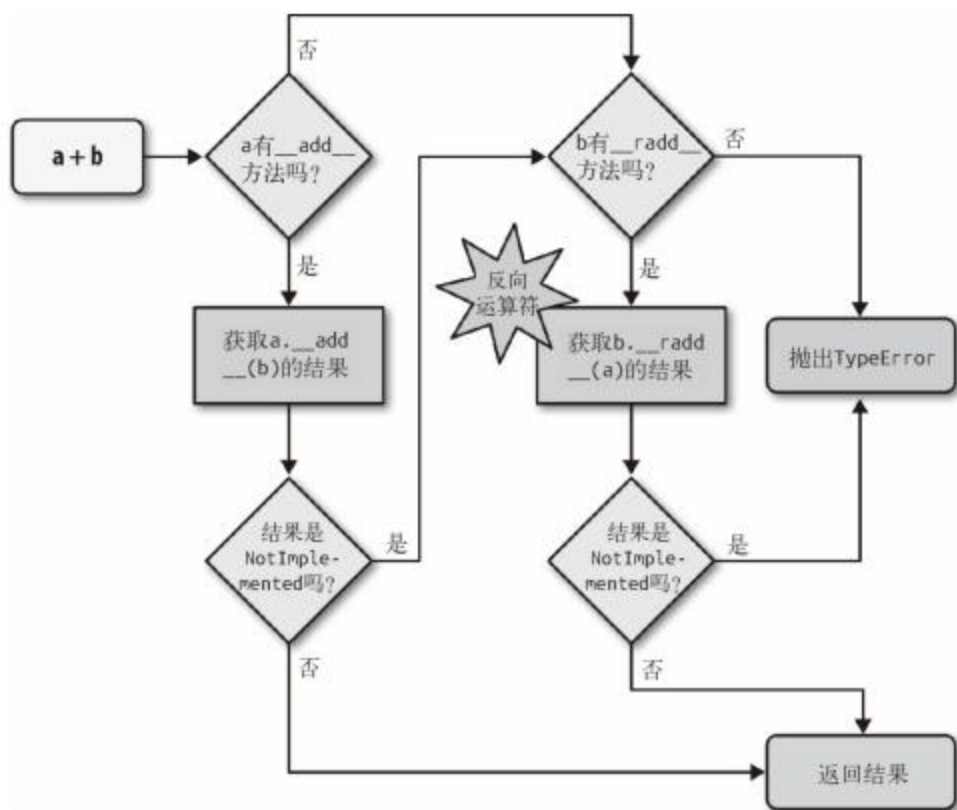 否
a+b
a有__add__
方法吗？
b有__radd__
方法吗？
否
是
反向
运算符
是
获取a.__add
__(b)的结果
获取b.__radd
__(a)的结果
抛出TypeError
结果是
NotImple-
mented吗？
是
结果是
NotImple-
mented吗？
是
否
否
返回结果